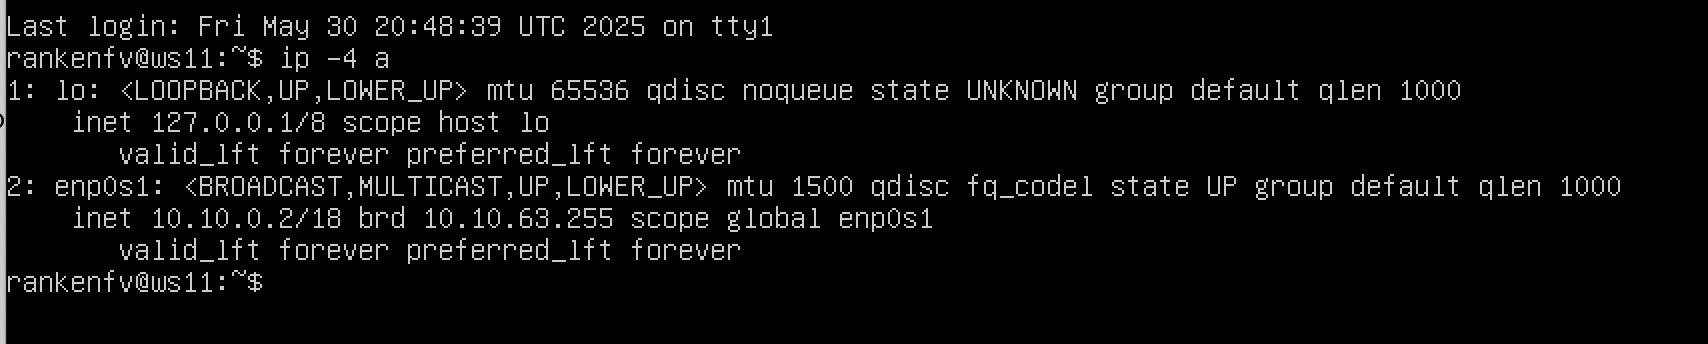 Last login: Fri May 30 20:48:39 UTC 2025 on tty1
rankenfv@ws11:~$ ip -4 a
1: lo: <LOOPBACK,UP,LOWER_UP> mtu 65536 qdisc noqueue state UNKNOWN group default qlen 1000
    inet 127.0.0.1/8 scope host lo
       valid_lft forever preferred_lft forever
2: enp0s1: <BROADCAST,MULTICAST,UP,LOWER_UP> mtu 1500 qdisc fq_codel state UP group default qlen 1000
    inet 10.10.0.2/18 brd 10.10.63.255 scope global enp0s1
       valid_lft forever preferred_lft forever
rankenfv@ws11:~$